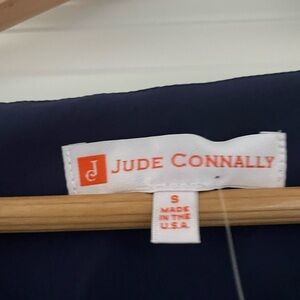 J JUDE CONNALLY
S
MADE
IN THE
U.S.A.